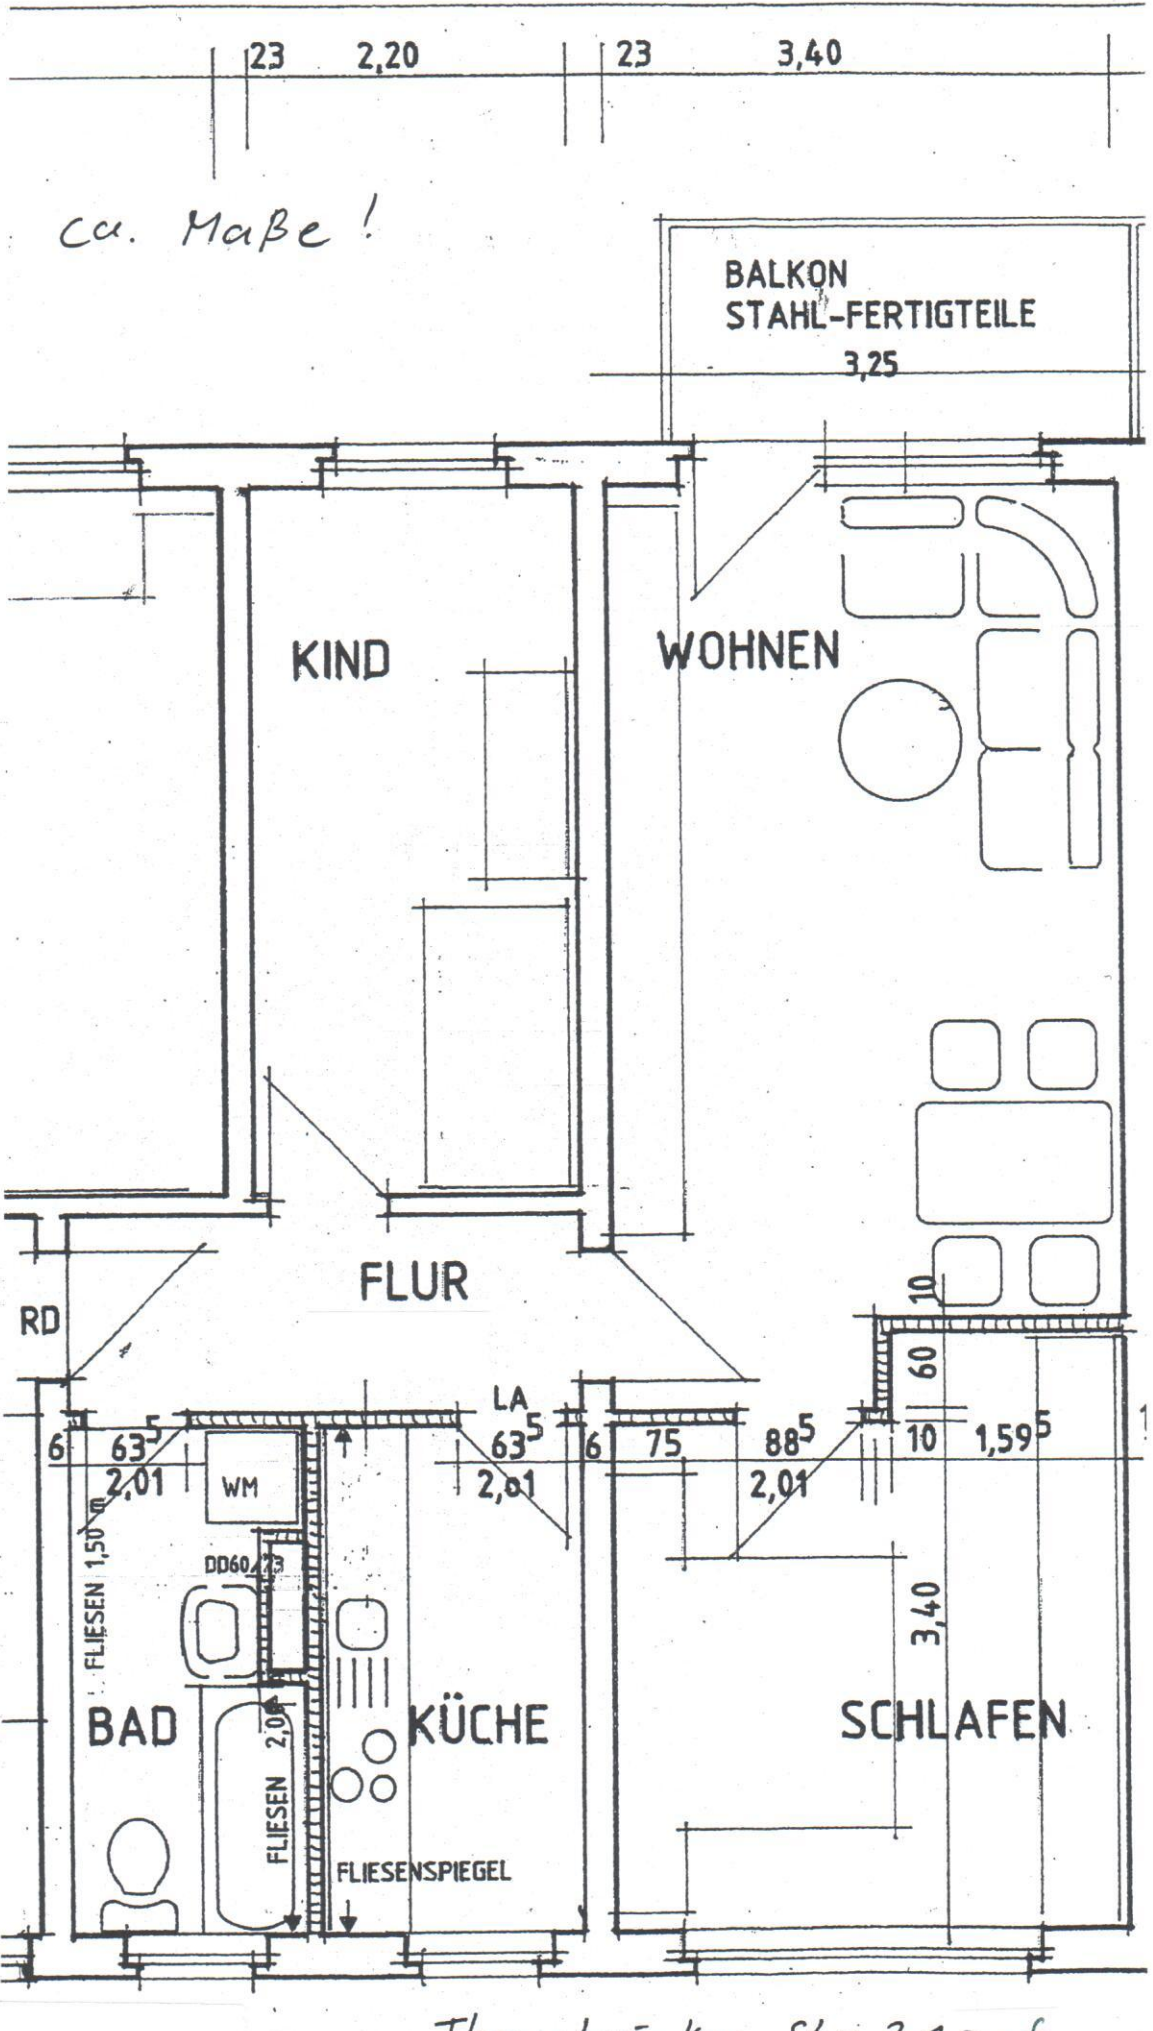 23 2,20 23 3,40
ca. Maße!
BALKON
STAHL-FERTIGTEILE
3,25
KIND
WOHNEN
FLUR
RD
10
60
LA
6 63⁵ 63⁵ 6 75 88⁵ 10 1,59⁵
2,01 2,01 2,01
WM
FLIESEN 1,50 m
DD60/23
3,40
BAD
KÜCHE
SCHLAFEN
FLIESEN
FLIESENSPIEGEL